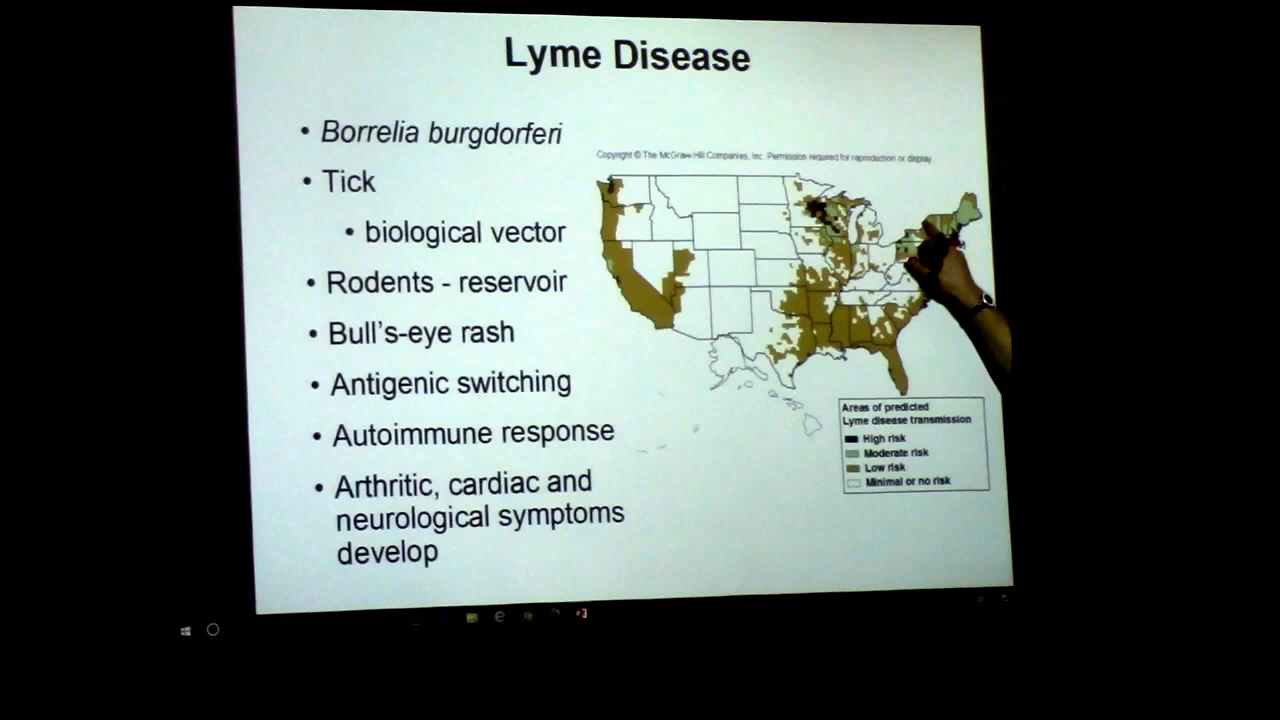 Lyme Disease
• Borrelia burgdorferi
• Tick
• biological vector
• Rodents - reservoir
• Bull's-eye rash
• Antigenic switching
• Autoimmune response
• Arthritic, cardiac and
neurological symptoms
develop
Copyright © The McGraw-Hill Companies, Inc. Permission required for reproduction or display
Areas of predicted
Lyme disease transmission
High risk
Moderate risk
Low risk
Minimal or no risk